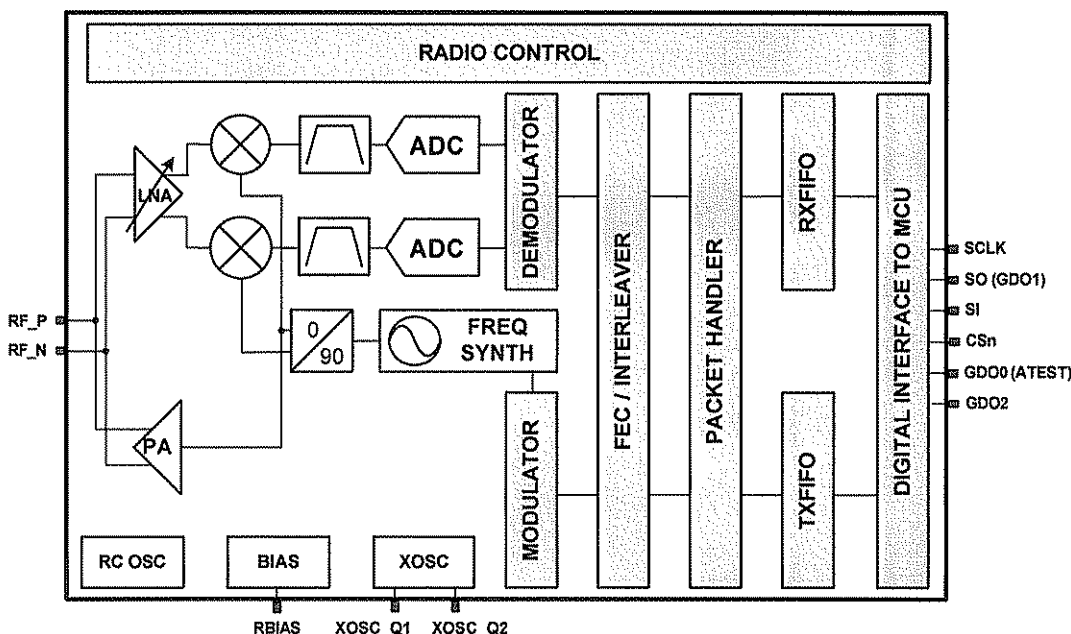 RADIO CONTROL
LNA
ADC
ADC
DEMODULATOR
FEC / INTERLEAVER
PACKET HANDLER
RXFIFO
DIGITAL INTERFACE TO MCU
SCLK
SO (GDO1)
SI
CSn
GDO0 (ATEST)
GDO2
RF_P
RF_N
0
90
FREQ
SYNTH
PA
MODULATOR
TXFIFO
RC OSC
BIAS
XOSC
RBIAS
XOSC_Q1
XOSC_Q2